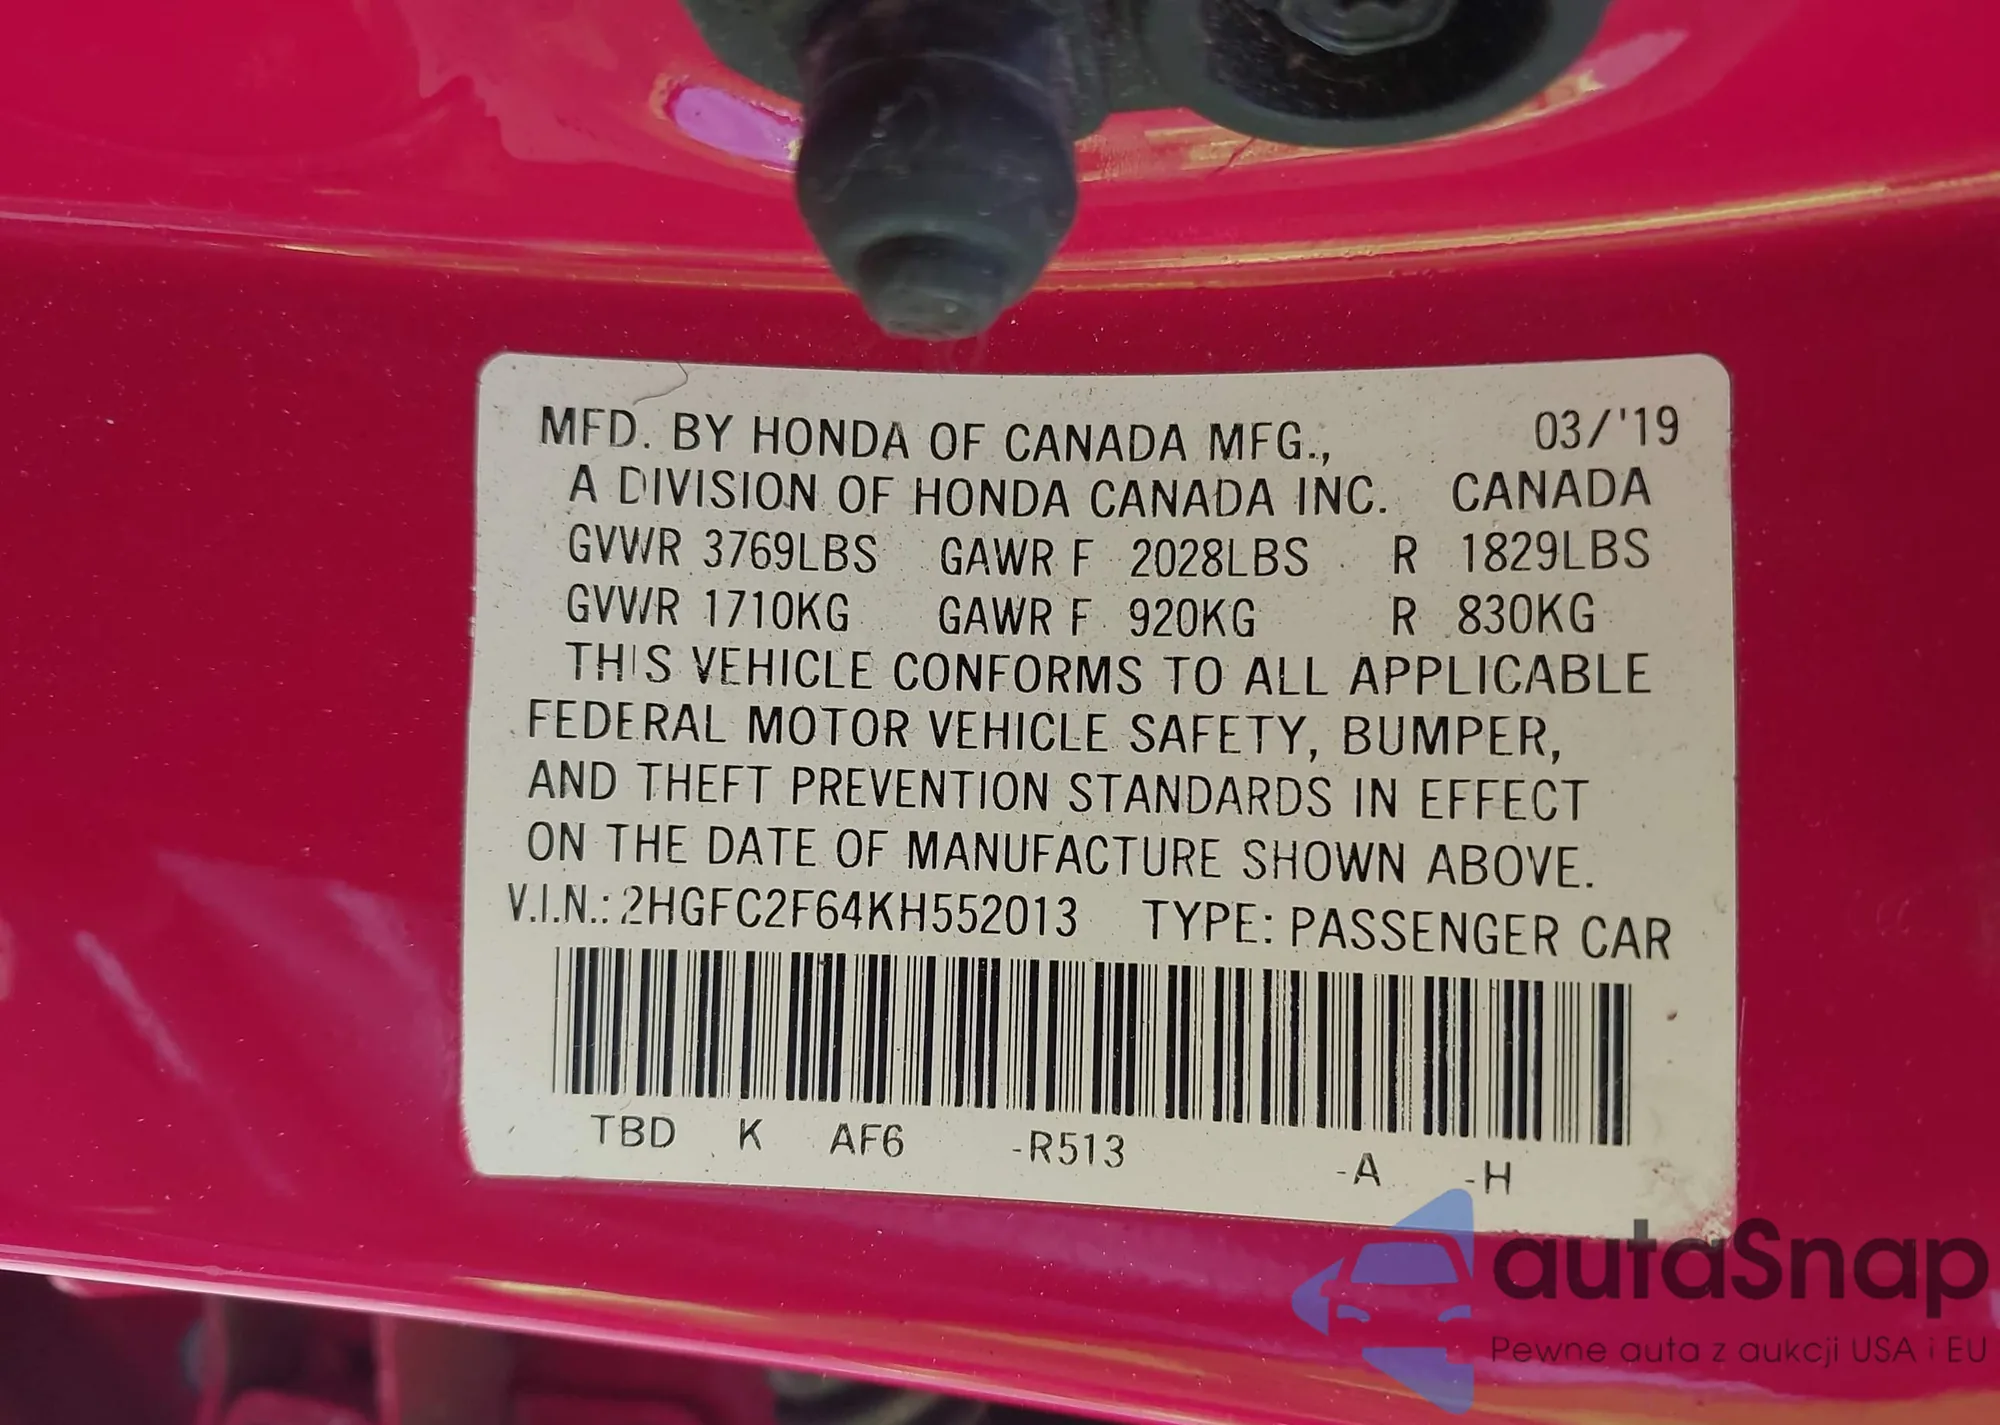 MFD. BY HONDA OF CANADA MFG., 03/'19
A DIVISION OF HONDA CANADA INC. CANADA
GVWR 3769LBS GAWR F 2028LBS R 1829LBS
GVWR 1710KG GAWR F 920KG R 830KG
THIS VEHICLE CONFORMS TO ALL APPLICABLE
FEDERAL MOTOR VEHICLE SAFETY, BUMPER,
AND THEFT PREVENTION STANDARDS IN EFFECT
ON THE DATE OF MANUFACTURE SHOWN ABOVE.
V.I.N.: 2HGFC2F64KH552013 TYPE: PASSENGER CAR
TBD K AF6 -R513 -A -H
autaSnap
Pewne auta z aukcji USA i EU